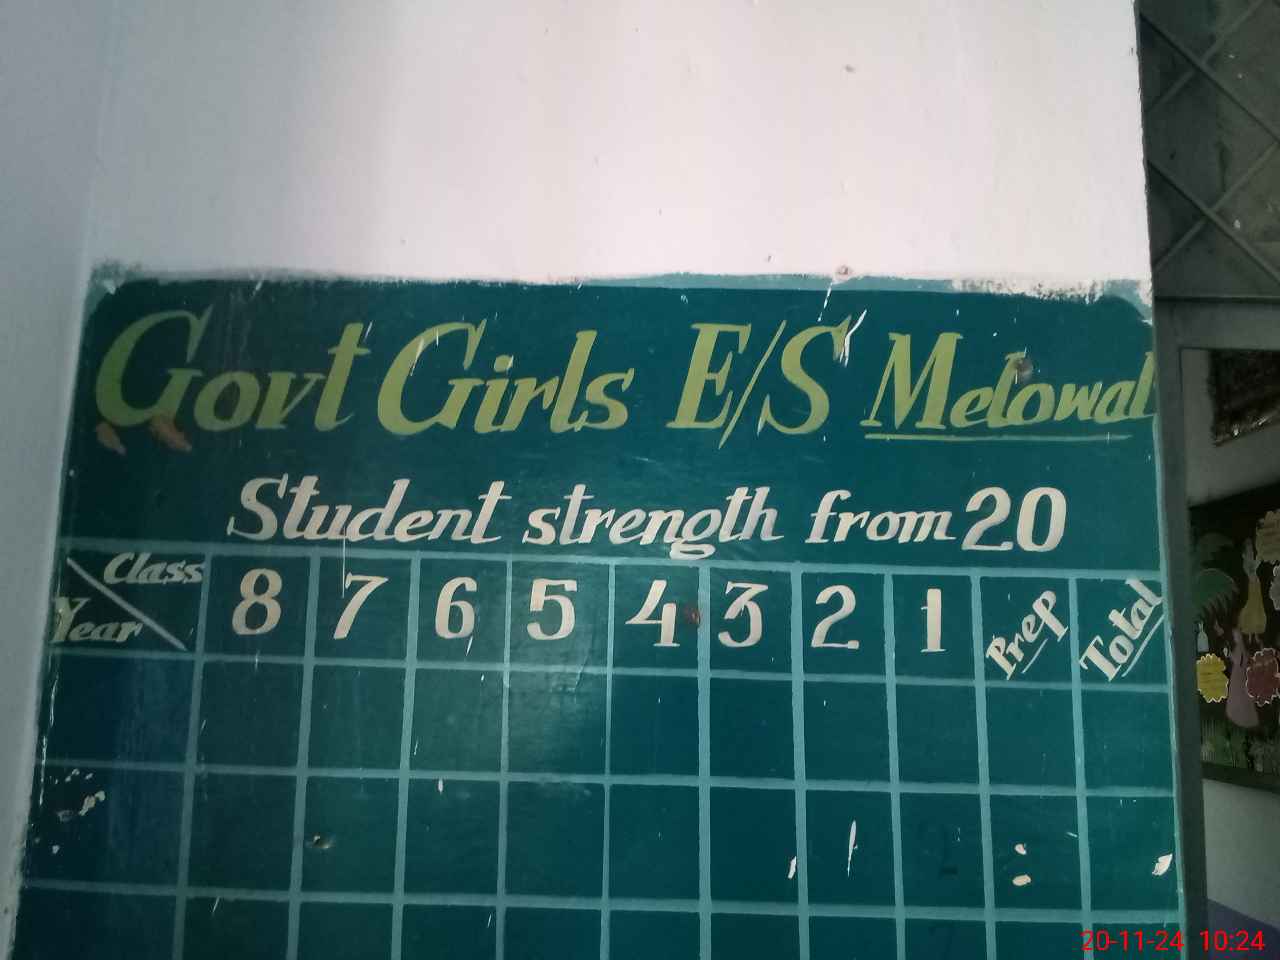 Govt Girls E/S Melowal
Student strength from 20
Class
Year
8 7 6 5 4 3 2 1 Prep Total
20-11-24 10:24